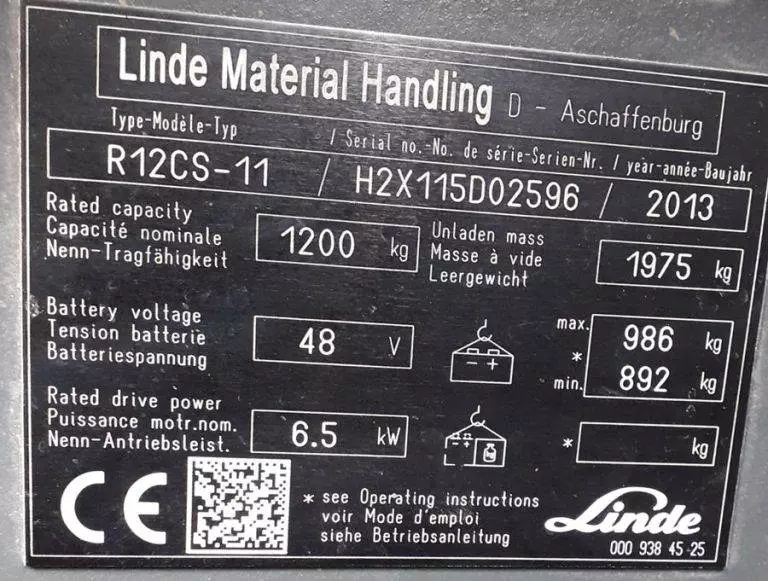 Linde Material Handling D - Aschaffenburg
Type-Modèle-Typ / Serial no.-No. de série-Serien-Nr. / year-année-Baujahr
R12CS-11 / H2X115D02596 / 2013
Rated capacity
Capacité nominale
Nenn-Tragfähigkeit
1200 kg
Unladen mass
Masse à vide
Leergewicht
1975 kg
Battery voltage
Tension batterie
Batteriespannung
48 V
- +
max. 986 kg
*
min. 892 kg
Rated drive power
Puissance motr.nom.
Nenn-Antriebsleist.
6.5 kW
- +
kg
* kg
CE
* see Operating instructions
voir Mode d'emploi
siehe Betriebsanleitung
Linde
000 938 45 25